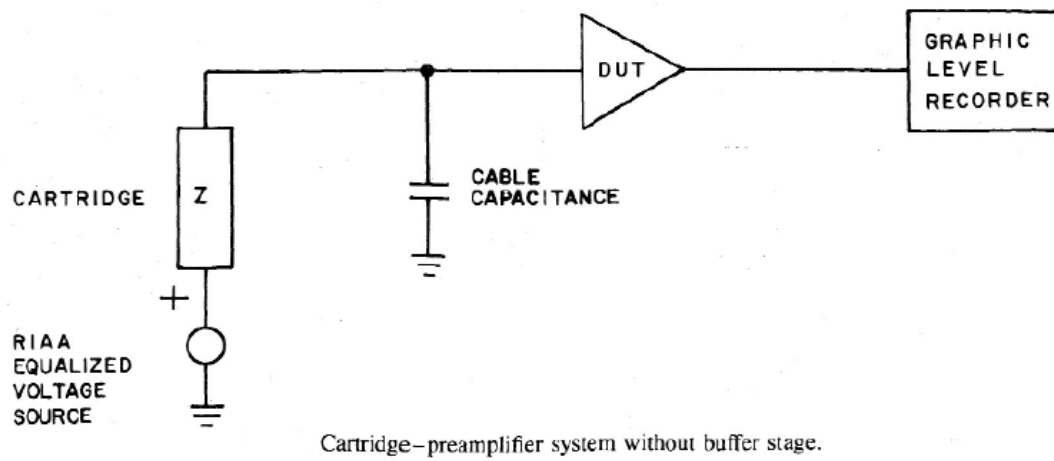 GRAPHIC
LEVEL
RECORDER
DUT
CARTRIDGE
Z
CABLE
CAPACITANCE
+
RIAA
EQUALIZED
VOLTAGE
SOURCE
Cartridge-preamplifier system without buffer stage.